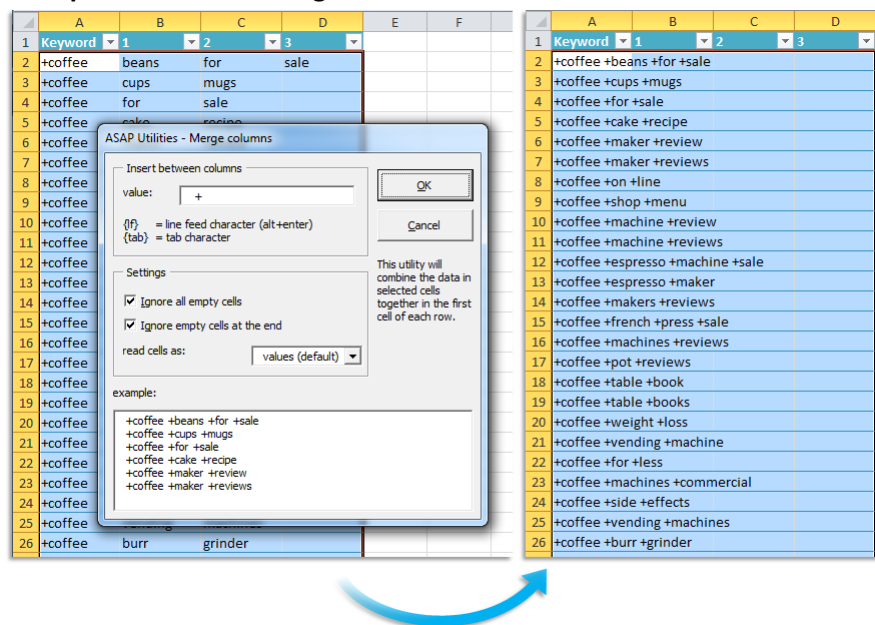 A B C D E F
1 Keyword 1 2 3
2 +coffee beans for sale
3 +coffee cups mugs
4 +coffee for sale
5 +coffee cake recipe
6 +coffee
7 +coffee
8 +coffee
9 +coffee
10 +coffee
11 +coffee
12 +coffee
13 +coffee
14 +coffee
15 +coffee
16 +coffee
17 +coffee
18 +coffee
19 +coffee
20 +coffee
21 +coffee
22 +coffee
23 +coffee
24 +coffee
25 +coffee vending machines
26 +coffee burr grinder
ASAP Utilities - Merge columns
Insert between columns
value: +
{lf} = line feed character (alt+enter)
{tab} = tab character
Settings
Ignore all empty cells
Ignore empty cells at the end
read cells as: values (default)
OK
Cancel
This utility will
combine the data in
selected cells
together in the first
cell of each row.
example:
+coffee +beans +for +sale
+coffee +cups +mugs
+coffee +for +sale
+coffee +cake +recipe
+coffee +maker +review
+coffee +maker +reviews
A B C D
1 Keyword 1 2 3
2 +coffee +beans +for +sale
3 +coffee +cups +mugs
4 +coffee +for +sale
5 +coffee +cake +recipe
6 +coffee +maker +review
7 +coffee +maker +reviews
8 +coffee +on +line
9 +coffee +shop +menu
10 +coffee +machine +review
11 +coffee +machine +reviews
12 +coffee +espresso +machine +sale
13 +coffee +espresso +maker
14 +coffee +makers +reviews
15 +coffee +french +press +sale
16 +coffee +machines +reviews
17 +coffee +pot +reviews
18 +coffee +table +book
19 +coffee +table +books
20 +coffee +weight +loss
21 +coffee +vending +machine
22 +coffee +for +less
23 +coffee +machines +commercial
24 +coffee +side +effects
25 +coffee +vending +machines
26 +coffee +burr +grinder